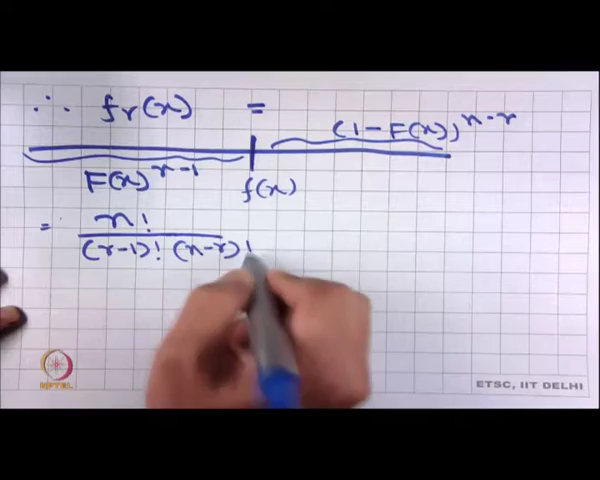 ∴ fr(x) =
(1-F(x))^n-r
F(x)^r-1 f(x)
= n!
(r-1)! (n-r)!
NPTEL
ETSC, IIT DELHI